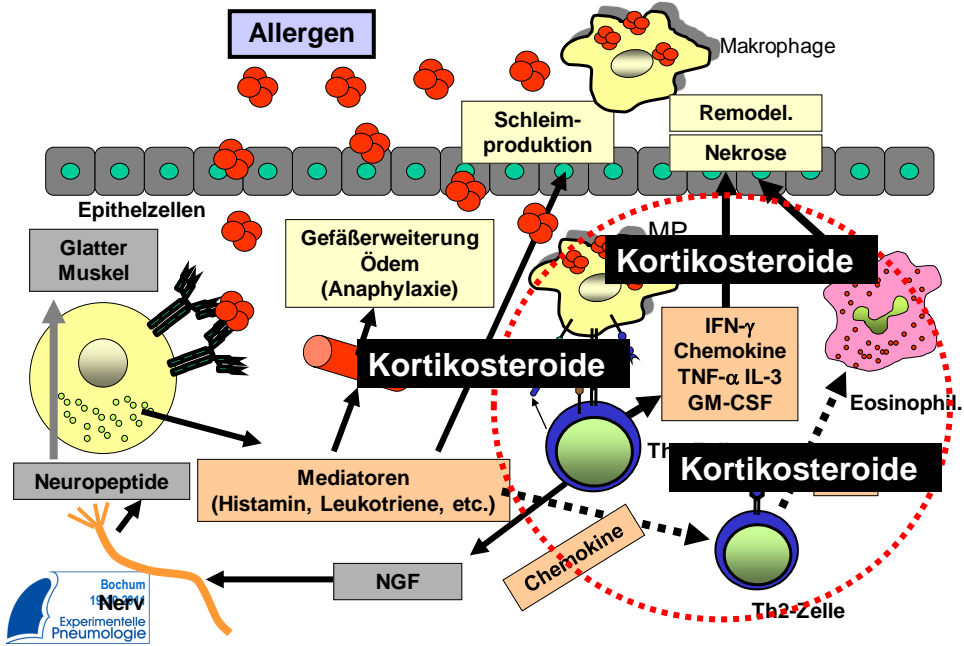 Allergen
Makrophage
Schleim-
produktion
Remodel.
Nekrose
Epithelzellen
Glatter
Muskel
Gefäßerweiterung
Ödem
(Anaphylaxie)
MP
Kortikosteroide
Kortikosteroide
IFN-γ
Chemokine
TNF-α IL-3
GM-CSF
Eosinophil.
Kortikosteroide
Neuropeptide
Mediatoren
(Histamin, Leukotriene, etc.)
Chemokine
NGF
Th2-Zelle
Bochum
Nerv
Experimentelle
Pneumologie